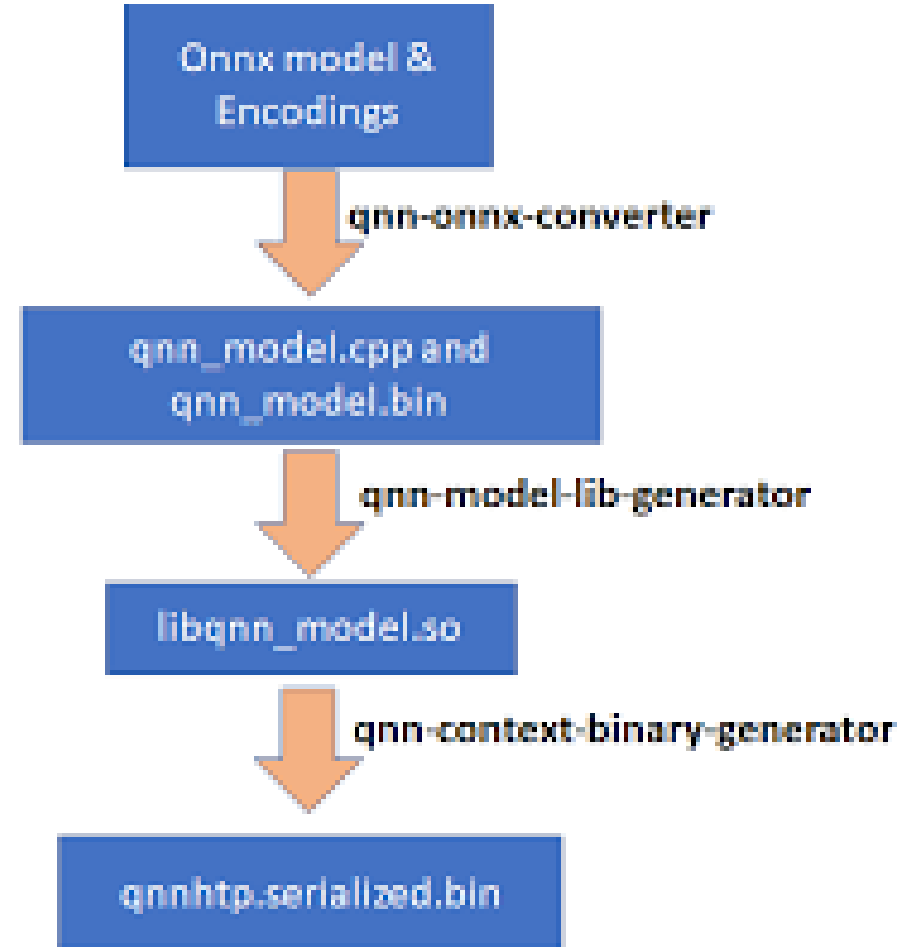 Onnx model &
Encodings
qnn-onnx-converter
qnn_model.cpp and
qnn_model.bin
qnn-model-lib-generator
libqnn_model.so
qnn-context-binary-generator
qnnhtp.serialized.bin